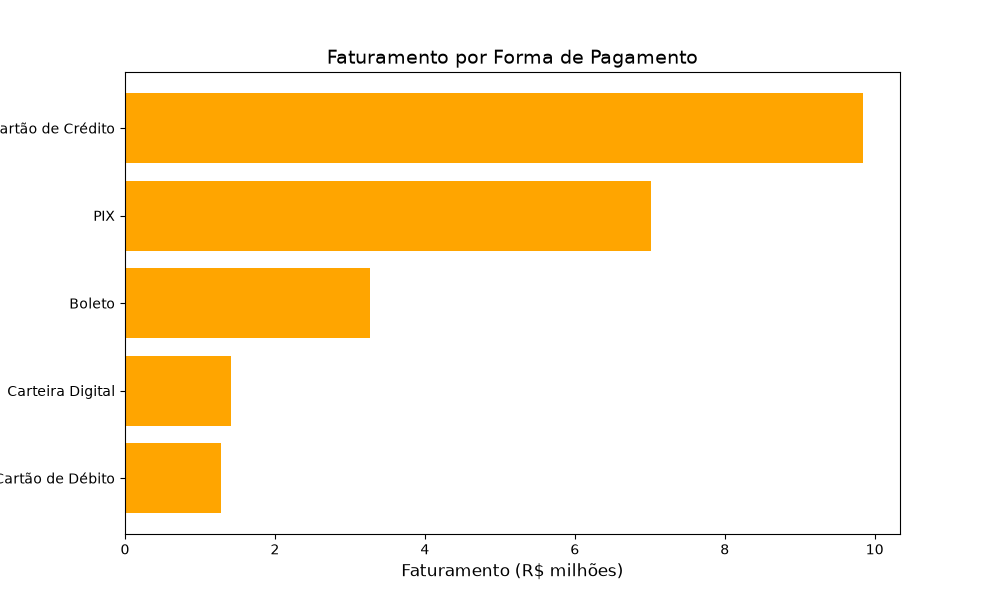 Faturamento por Forma de Pagamento
artão de Crédito
PIX
Boleto
Carteira Digital
Cartão de Débito
0 2 4 6 8 10
Faturamento (R$ milhões)